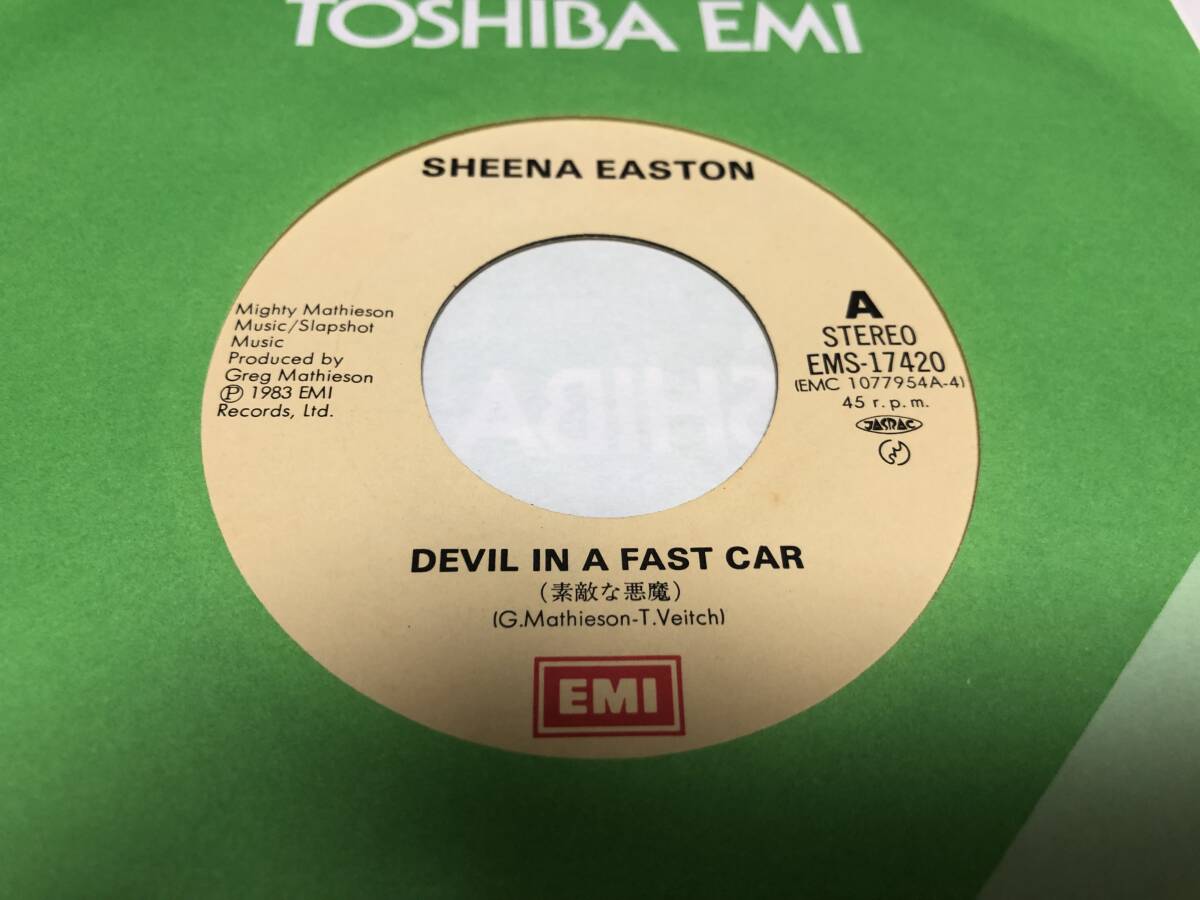 TOSHIBA EMI
SHEENA EASTON
Mighty Mathieson
Music/Slapshot
Music
Produced by
Greg Mathieson
Ⓟ 1983 EMI
Records, Ltd.
A
STEREO
EMS-17420
(EMC 1077954A-4)
45 r.p.m.
JASRAC
SHIBA
DEVIL IN A FAST CAR
(素敵な悪魔)
(G.Mathieson-T.Veitch)
EMI